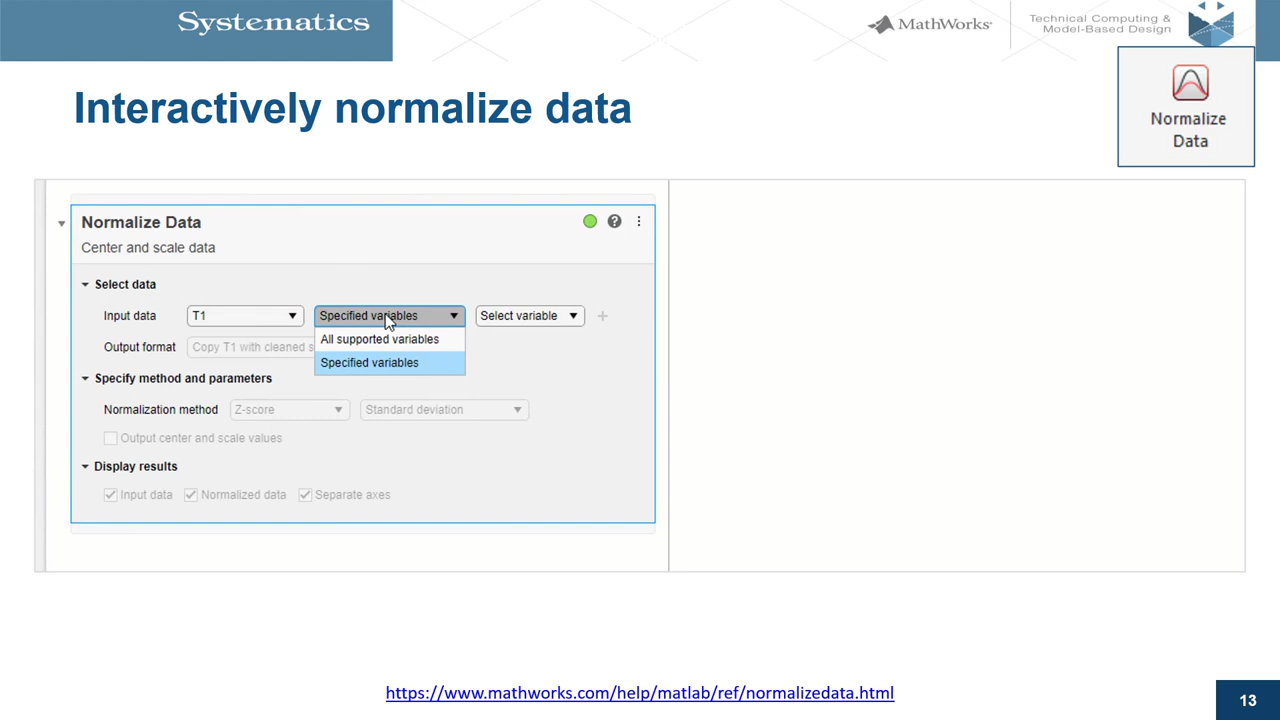 Systematics
MathWorks®
Technical Computing &
Model-Based Design
Interactively normalize data
Normalize
Data
Normalize Data
?
Center and scale data
Select data
Input data T1 Specified variables Select variable +
All supported variables
Output format Copy T1 with cleaned s
Specified variables
Specify method and parameters
Normalization method Z-score Standard deviation
Output center and scale values
Display results
Input data Normalized data Separate axes
https://www.mathworks.com/help/matlab/ref/normalizedata.html
13